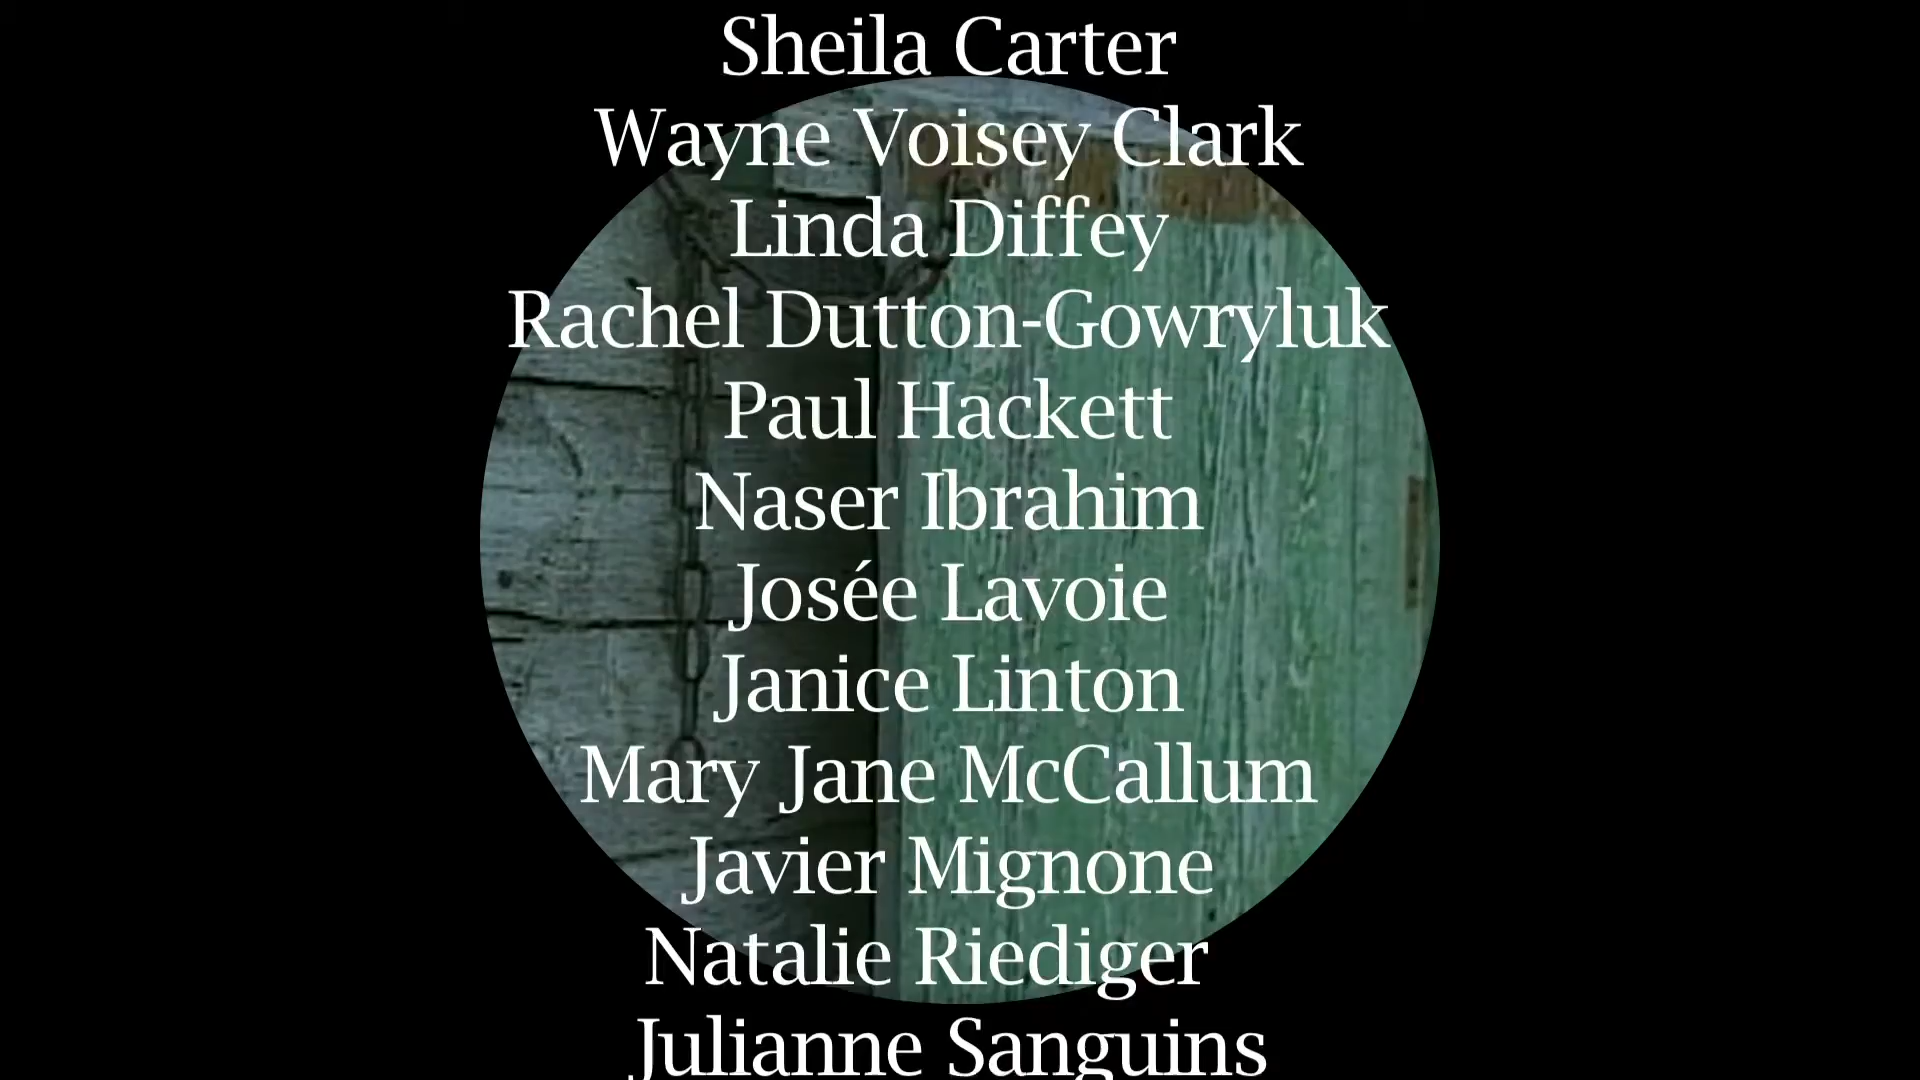 Sheila Carter
Wayne Voisey Clark
Linda Diffey
Rachel Dutton-Gowryluk
Paul Hackett
Naser Ibrahim
Josée Lavoie
Janice Linton
Mary Jane McCallum
Javier Mignone
Natalie Riediger
Julianne Sanguins